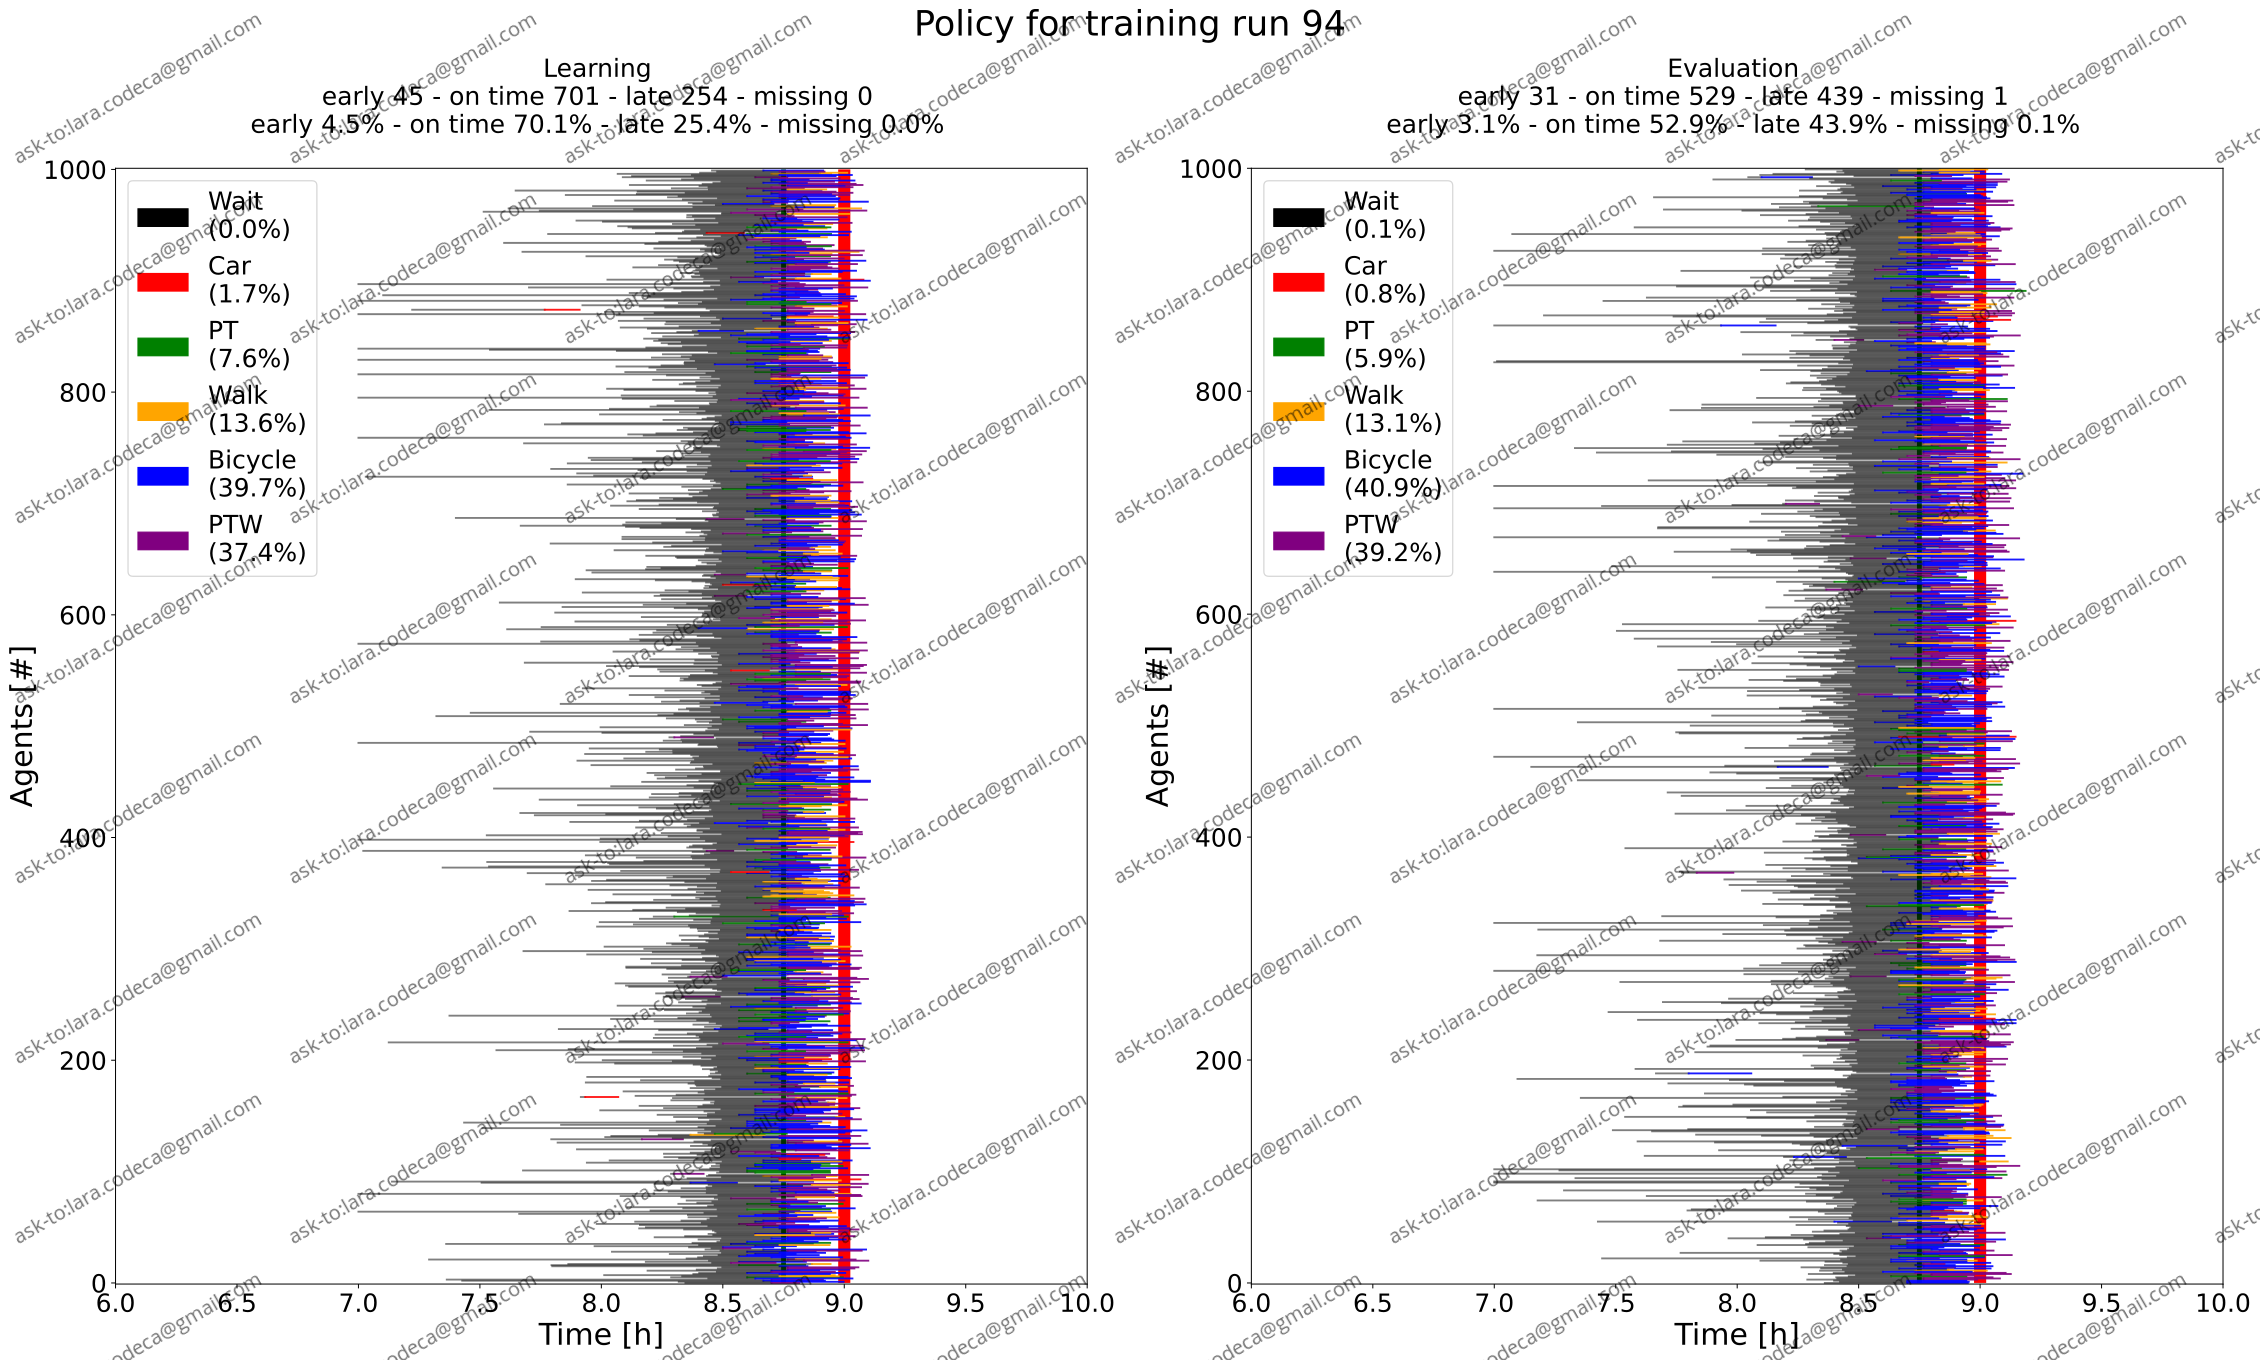 Policy for training run 94
Learning
early 45 - on time 701 - late 254 - missing 0
early 4.5% - on time 70.1% - late 25.4% - missing 0.0%
1000
800
600
400
200
0
Agents [#]
Wait
(0.0%)
Car
(1.7%)
PT
(7.6%)
Walk
(13.6%)
Bicycle
(39.7%)
PTW
(37.4%)
6.0 6.5 7.0 7.5 8.0 8.5 9.0 9.5 10.0
Time [h]
Evaluation
early 31 - on time 529 - late 439 - missing 1
early 3.1% - on time 52.9% - late 43.9% - missing 0.1%
1000
800
600
400
200
0
Agents [#]
Wait
(0.1%)
Car
(0.8%)
PT
(5.9%)
Walk
(13.1%)
Bicycle
(40.9%)
PTW
(39.2%)
6.0 6.5 7.0 7.5 8.0 8.5 9.0 9.5 10.0
Time [h]
ask-to:lara.codeca@gmail.com